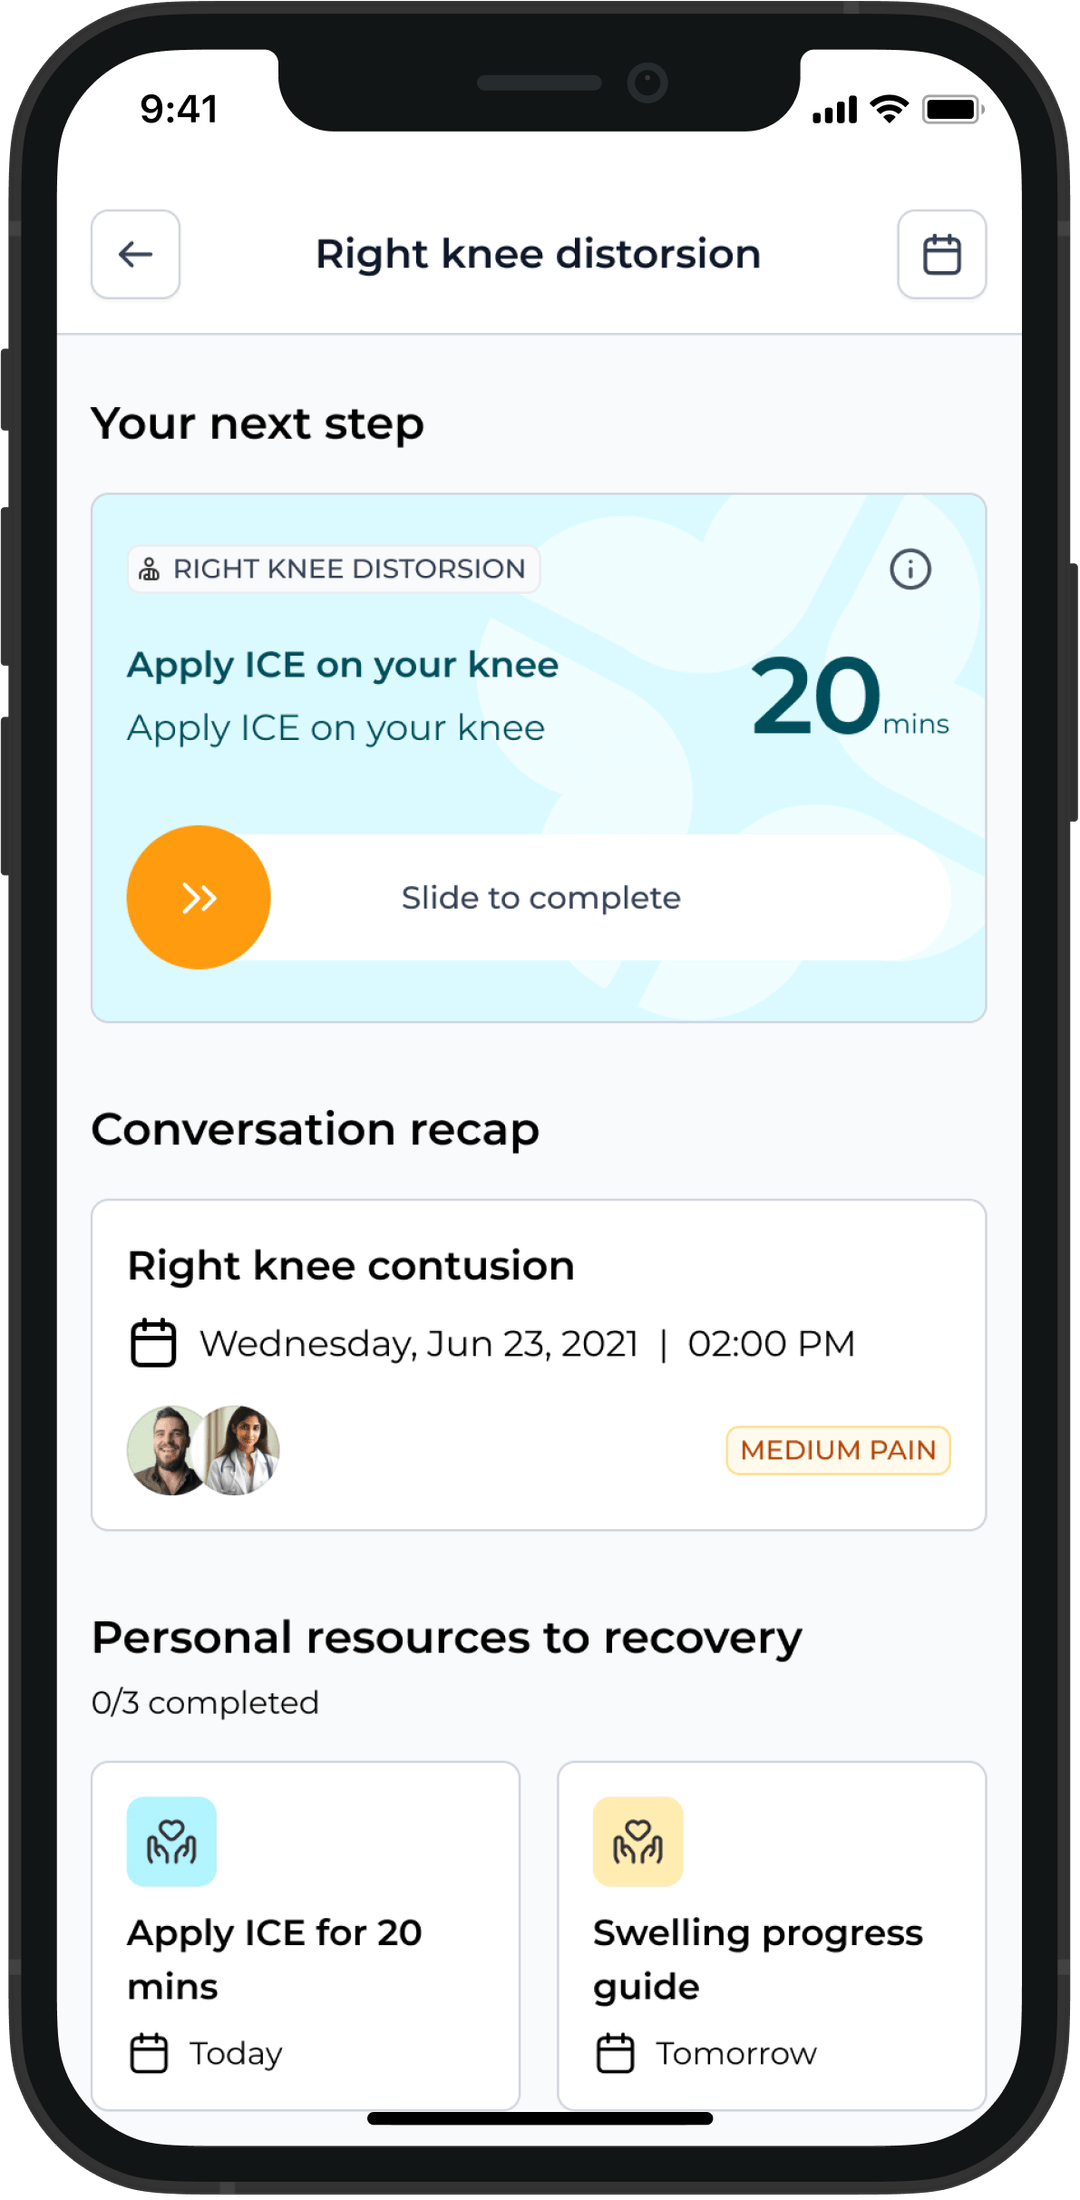 9:41
Right knee distorsion
Your next step
RIGHT KNEE DISTORSION
Apply ICE on your knee
Apply ICE on your knee
20 mins
Slide to complete
Conversation recap
Right knee contusion
Wednesday, Jun 23, 2021 | 02:00 PM
MEDIUM PAIN
Personal resources to recovery
0/3 completed
Apply ICE for 20
mins
Today
Swelling progress
guide
Tomorrow